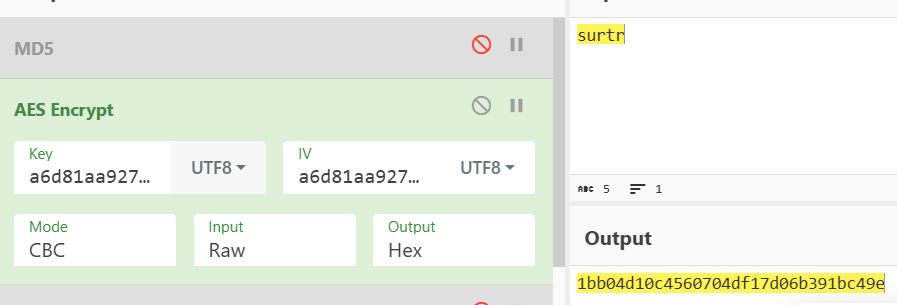 MD5
AES Encrypt
Key
a6d81aa927...
UTF8
IV
a6d81aa927...
UTF8
Mode
CBC
Input
Raw
Output
Hex
surtr
ABC 5 1
Output
1bb04d10c4560704df17d06b391bc49e